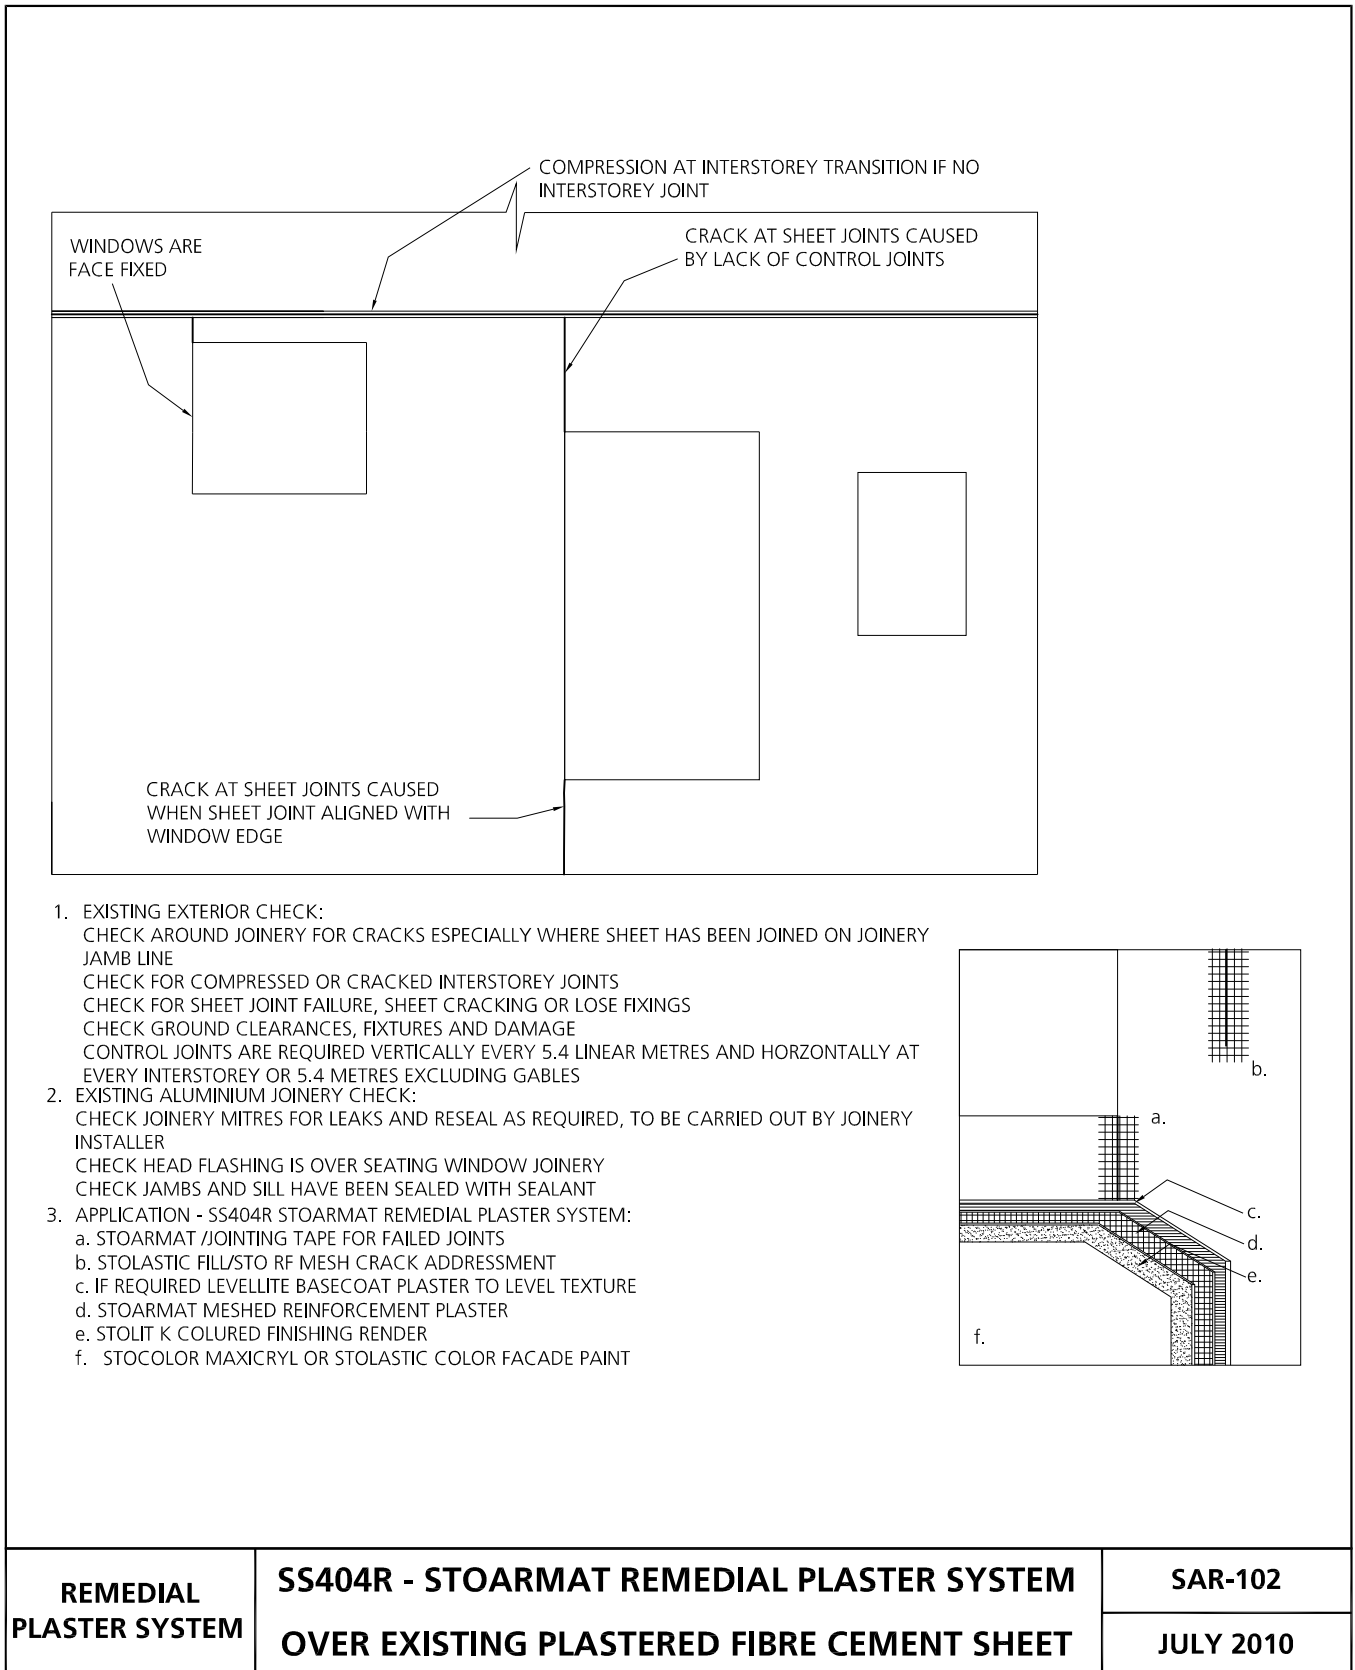 COMPRESSION AT INTERSTOREY TRANSITION IF NO
INTERSTOREY JOINT
WINDOWS ARE
FACE FIXED
CRACK AT SHEET JOINTS CAUSED
BY LACK OF CONTROL JOINTS
CRACK AT SHEET JOINTS CAUSED
WHEN SHEET JOINT ALIGNED WITH
WINDOW EDGE
1. EXISTING EXTERIOR CHECK:
CHECK AROUND JOINERY FOR CRACKS ESPECIALLY WHERE SHEET HAS BEEN JOINED ON JOINERY
JAMB LINE
CHECK FOR COMPRESSED OR CRACKED INTERSTOREY JOINTS
CHECK FOR SHEET JOINT FAILURE, SHEET CRACKING OR LOSE FIXINGS
CHECK GROUND CLEARANCES, FIXTURES AND DAMAGE
CONTROL JOINTS ARE REQUIRED VERTICALLY EVERY 5.4 LINEAR METRES AND HORZONTALLY AT
EVERY INTERSTOREY OR 5.4 METRES EXCLUDING GABLES
2. EXISTING ALUMINIUM JOINERY CHECK:
CHECK JOINERY MITRES FOR LEAKS AND RESEAL AS REQUIRED, TO BE CARRIED OUT BY JOINERY
INSTALLER
CHECK HEAD FLASHING IS OVER SEATING WINDOW JOINERY
CHECK JAMBS AND SILL HAVE BEEN SEALED WITH SEALANT
3. APPLICATION - SS404R STOARMAT REMEDIAL PLASTER SYSTEM:
a. STOARMAT /JOINTING TAPE FOR FAILED JOINTS
b. STOLASTIC FILL/STO RF MESH CRACK ADDRESSMENT
c. IF REQUIRED LEVELLITE BASECOAT PLASTER TO LEVEL TEXTURE
d. STOARMAT MESHED REINFORCEMENT PLASTER
e. STOLIT K COLURED FINISHING RENDER
f. STOCOLOR MAXICRYL OR STOLASTIC COLOR FACADE PAINT
b.
a.
c.
d.
e.
f.
REMEDIAL
PLASTER SYSTEM
SS404R - STOARMAT REMEDIAL PLASTER SYSTEM
OVER EXISTING PLASTERED FIBRE CEMENT SHEET
SAR-102
JULY 2010